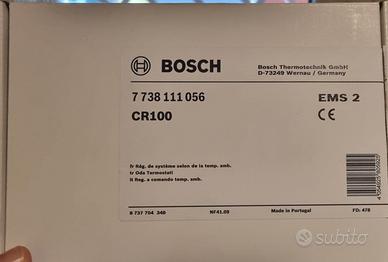 BOSCH
Bosch Thermotechnik GmbH
D-73249 Wernau / Germany
7 738 111 056
EMS 2
CR100
CE
fr Rég. de système selon de la temp. amb.
tr Oda Termostati
it Reg. a comando temp. amb.
8 737 704 340
NF41.05
Made in Portugal
FD: 478
subito